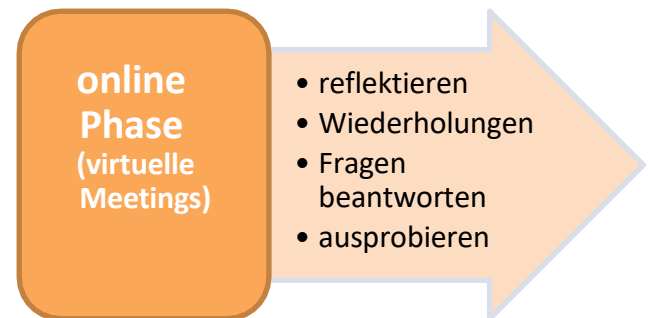 online
Phase
(virtuelle
Meetings)
• reflektieren
• Wiederholungen
• Fragen
beantworten
• ausprobieren